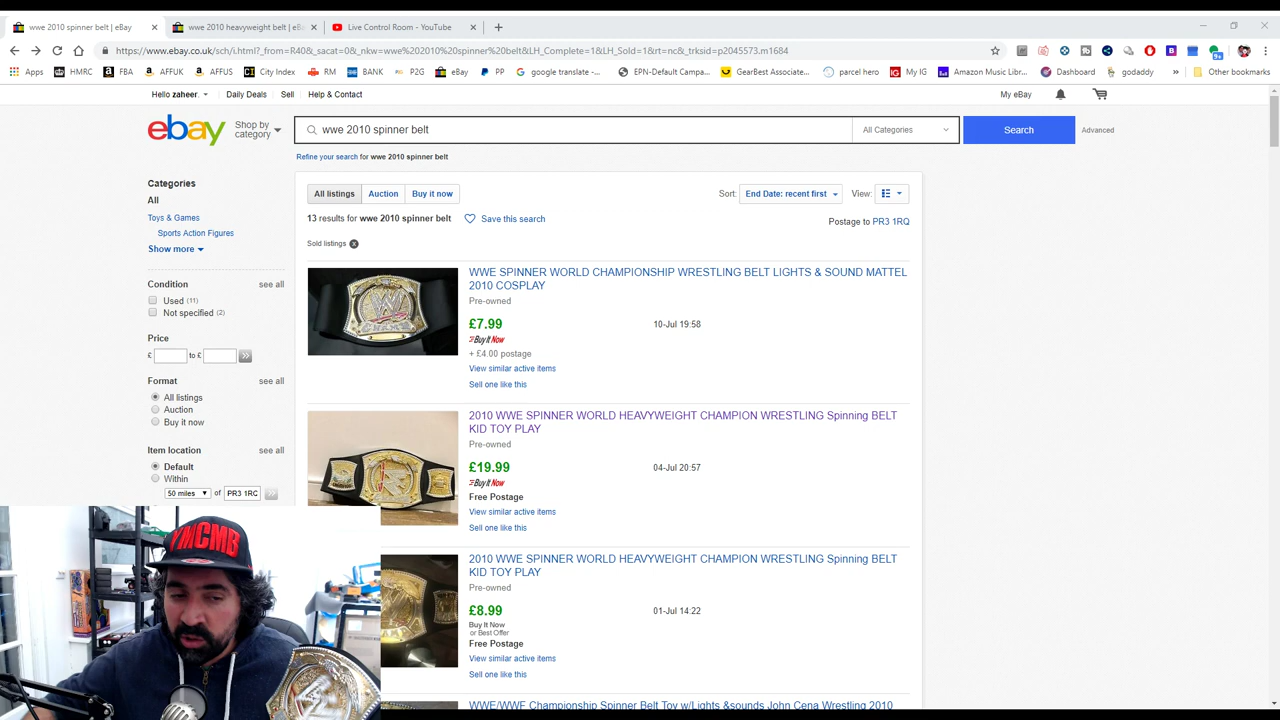 wwe 2010 spinner belt | eBay
wwe 2010 heavyweight belt | eB
Live Control Room - YouTube
https://www.ebay.co.uk/sch/i.html?_from=R40&_sacat=0&_nkw=wwe%202010%20spinner%20belt&LH_Complete=1&LH_Sold=1&rt=nc&_trksid=p2045573.m1684
Apps HMRC FBA AFFUK AFFUS City Index RM BANK P2G eBay PP google translate -... EPN-Default Campa... GearBest Associate... parcel hero My IG Amazon Music Libr... Dashboard godaddy » Other bookmarks
Hello zaheer. Daily Deals Sell Help & Contact My eBay
ebay Shop by category wwe 2010 spinner belt All Categories Search Advanced
Refine your search for wwe 2010 spinner belt
Categories
All
Toys & Games
Sports Action Figures
Show more
Condition see all
Used (11)
Not specified (2)
Price
£ to £
Format see all
All listings
Auction
Buy it now
Item location see all
Default
Within
50 miles of PR3 1RQ
All listings Auction Buy it now Sort: End Date: recent first View:
13 results for wwe 2010 spinner belt Save this search Postage to PR3 1RQ
Sold listings
WWE SPINNER WORLD CHAMPIONSHIP WRESTLING BELT LIGHTS & SOUND MATTEL
2010 COSPLAY
Pre-owned
£7.99 10-Jul 19:58
Buy It Now
+ £4.00 postage
View similar active items
Sell one like this
2010 WWE SPINNER WORLD HEAVYWEIGHT CHAMPION WRESTLING Spinning BELT
KID TOY PLAY
Pre-owned
£19.99 04-Jul 20:57
Buy It Now
Free Postage
View similar active items
Sell one like this
2010 WWE SPINNER WORLD HEAVYWEIGHT CHAMPION WRESTLING Spinning BELT
KID TOY PLAY
Pre-owned
£8.99 01-Jul 14:22
Buy It Now
or Best Offer
Free Postage
View similar active items
Sell one like this
WWE/WWF Championship Spinner Belt Toy w/Lights &sounds John Cena Wrestling 2010
YMCMB